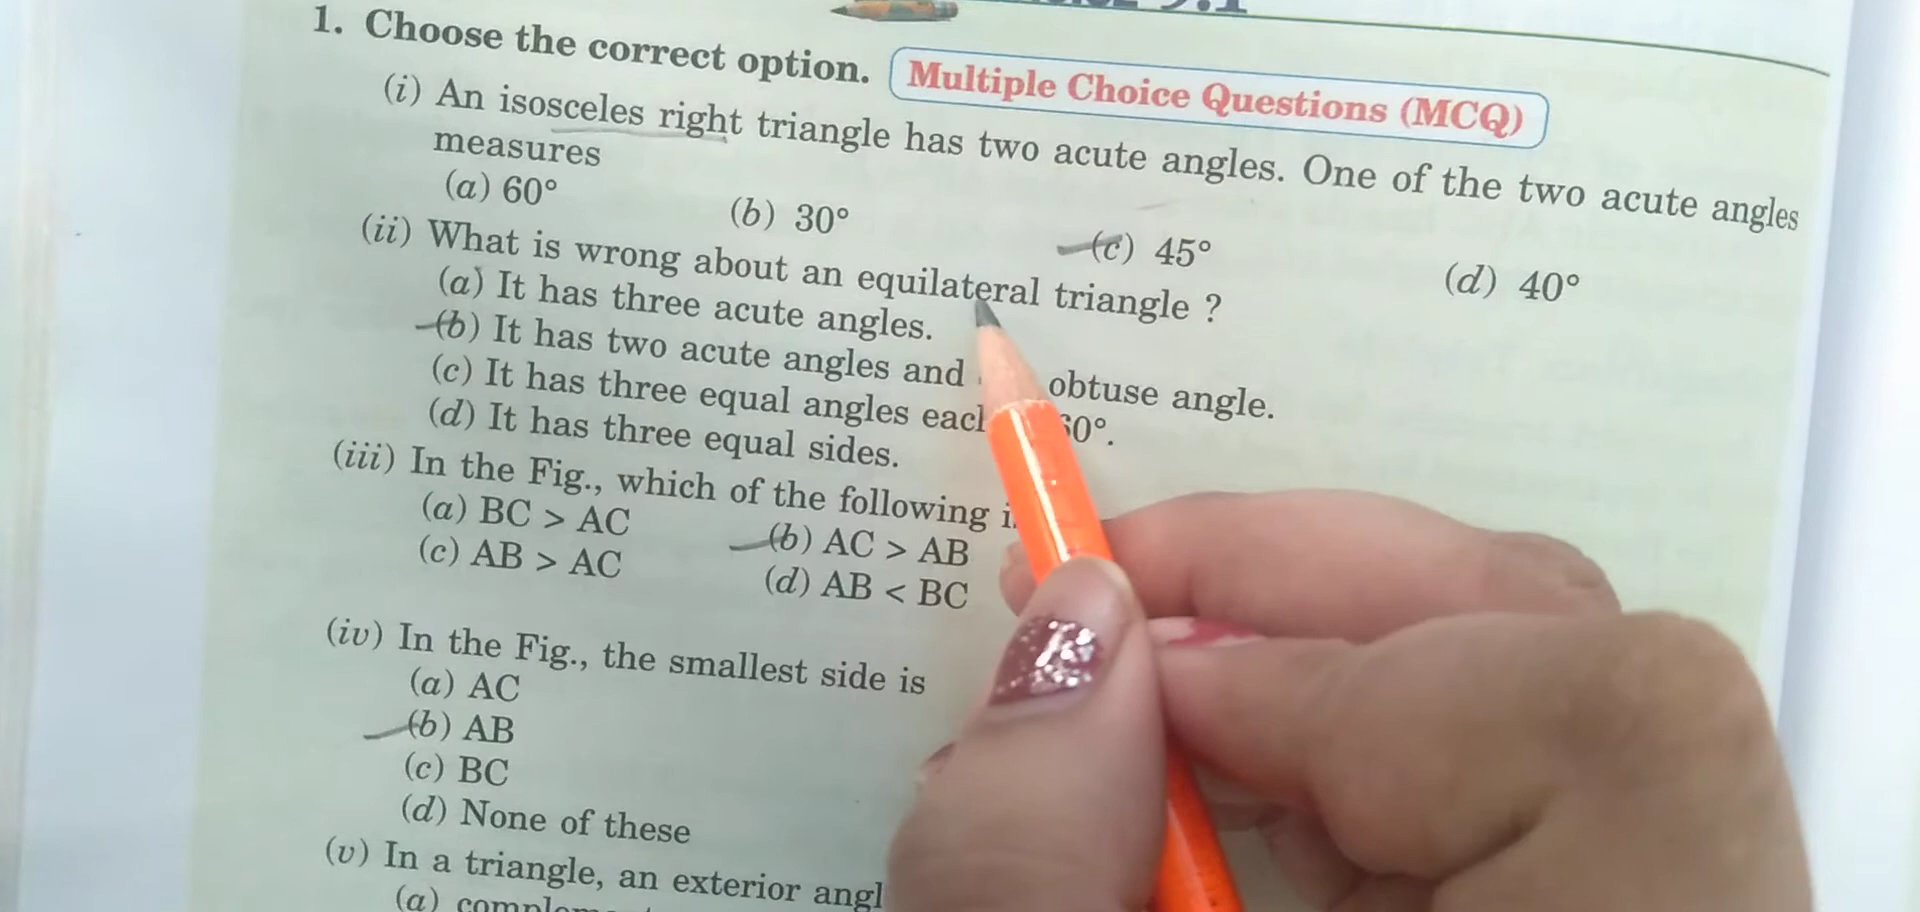 1. Choose the correct option. Multiple Choice Questions (MCQ)
(i) An isosceles right triangle has two acute angles. One of the two acute angles
measures
(a) 60° (b) 30° (c) 45° (d) 40°
(ii) What is wrong about an equilateral triangle ?
(a) It has three acute angles.
(b) It has two acute angles and obtuse angle.
(c) It has three equal angles
(d) It has three equal sides.
(iii) In the Fig., which of the following
(a) BC > AC (b) AC > AB
(c) AB > AC (d) AB < BC
(iv) In the Fig., the smallest side is
(a) AC
(b) AB
(c) BC
(d) None of these
(v) In a triangle, an exterior
(a)